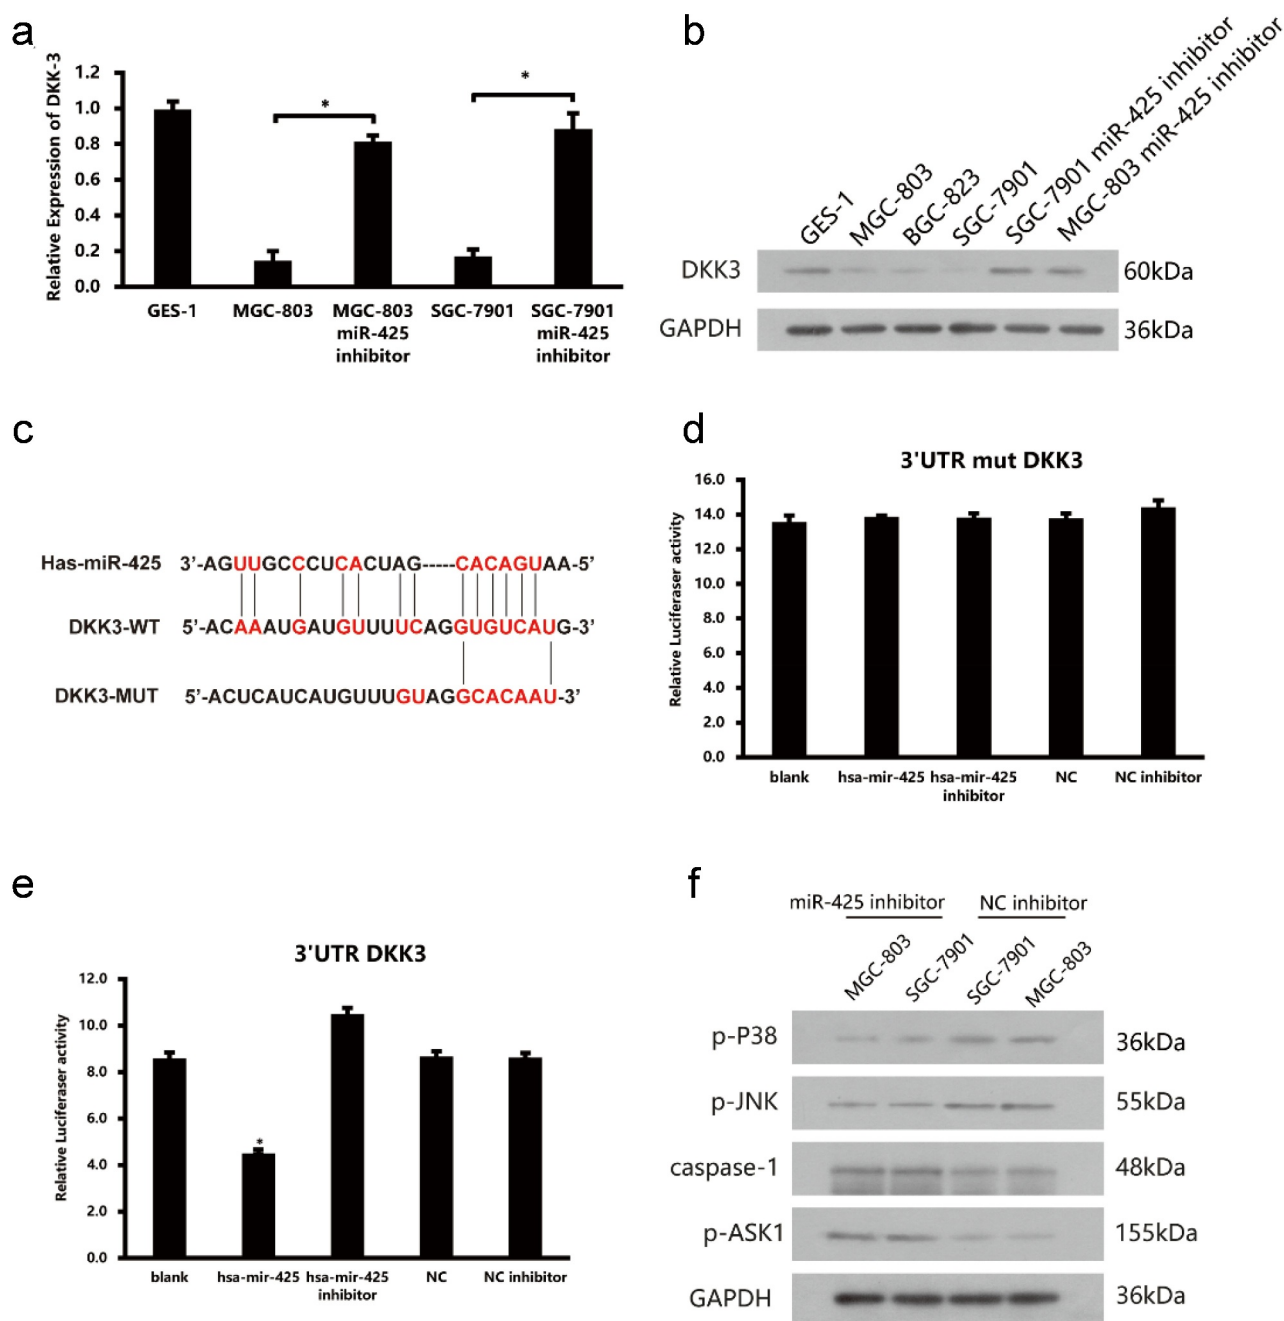 a
Relative Expression of DKK-3
1.2
1.0
0.8
0.6
0.4
0.2
0.0
*
*
GES-1
MGC-803
MGC-803
miR-425
inhibitor
SGC-7901
SGC-7901
miR-425
inhibitor
b
GES-1
MGC-803
BGC-823
SGC-7901
SGC-7901 miR-425 inhibitor
MGC-803 miR-425 inhibitor
DKK3
60kDa
GAPDH
36kDa
c
Has-miR-425 3'-AGUUGCCCUCACUAG-----CACAGUAA-5'
DKK3-WT 5'-ACAAAUGAUGUUUUCAGGUGUCAUG-3'
DKK3-MUT 5'-ACUCAUCAUGUUUGUAGGCACAAU-3'
d
3'UTR mut DKK3
Relative Luciferaser activity
16.0
14.0
12.0
10.0
8.0
6.0
4.0
2.0
0.0
blank
hsa-mir-425
hsa-mir-425
inhibitor
NC
NC inhibitor
e
3'UTR DKK3
Relative Luciferaser activity
12.0
10.0
8.0
6.0
4.0
2.0
0.0
*
blank
hsa-mir-425
hsa-mir-425
inhibitor
NC
NC inhibitor
f
miR-425 inhibitor
NC inhibitor
MGC-803
SGC-7901
SGC-7901
MGC-803
p-P38
36kDa
p-JNK
55kDa
caspase-1
48kDa
p-ASK1
155kDa
GAPDH
36kDa